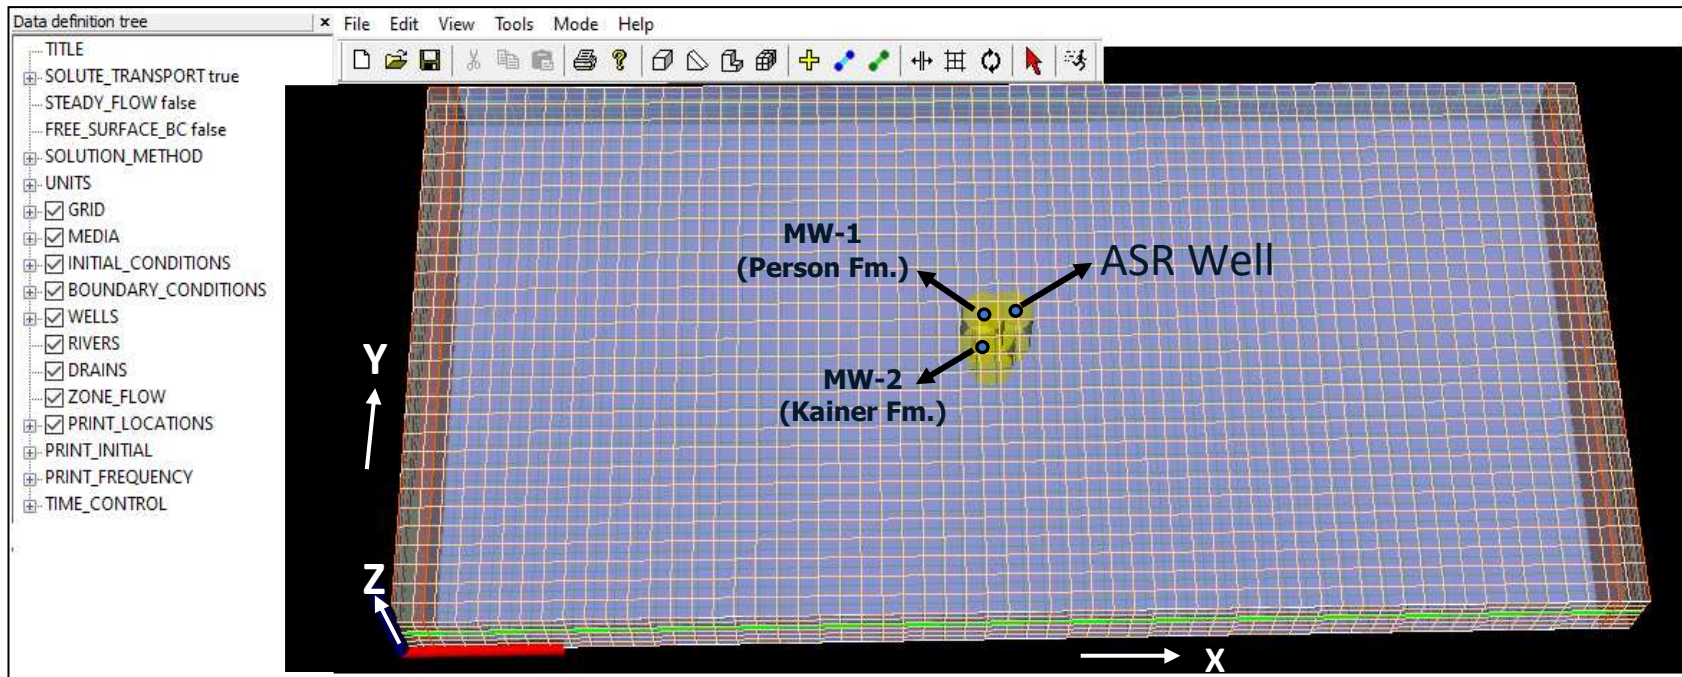 Data definition tree
×
File Edit View Tools Mode Help
TITLE
SOLUTE_TRANSPORT true
STEADY_FLOW false
FREE_SURFACE_BC false
SOLUTION_METHOD
UNITS
GRID
MEDIA
INITIAL_CONDITIONS
BOUNDARY_CONDITIONS
WELLS
RIVERS
DRAINS
ZONE_FLOW
PRINT_LOCATIONS
PRINT_INITIAL
PRINT_FREQUENCY
TIME_CONTROL
MW-1
(Person Fm.)
ASR Well
MW-2
(Kainer Fm.)
Y
Z
X